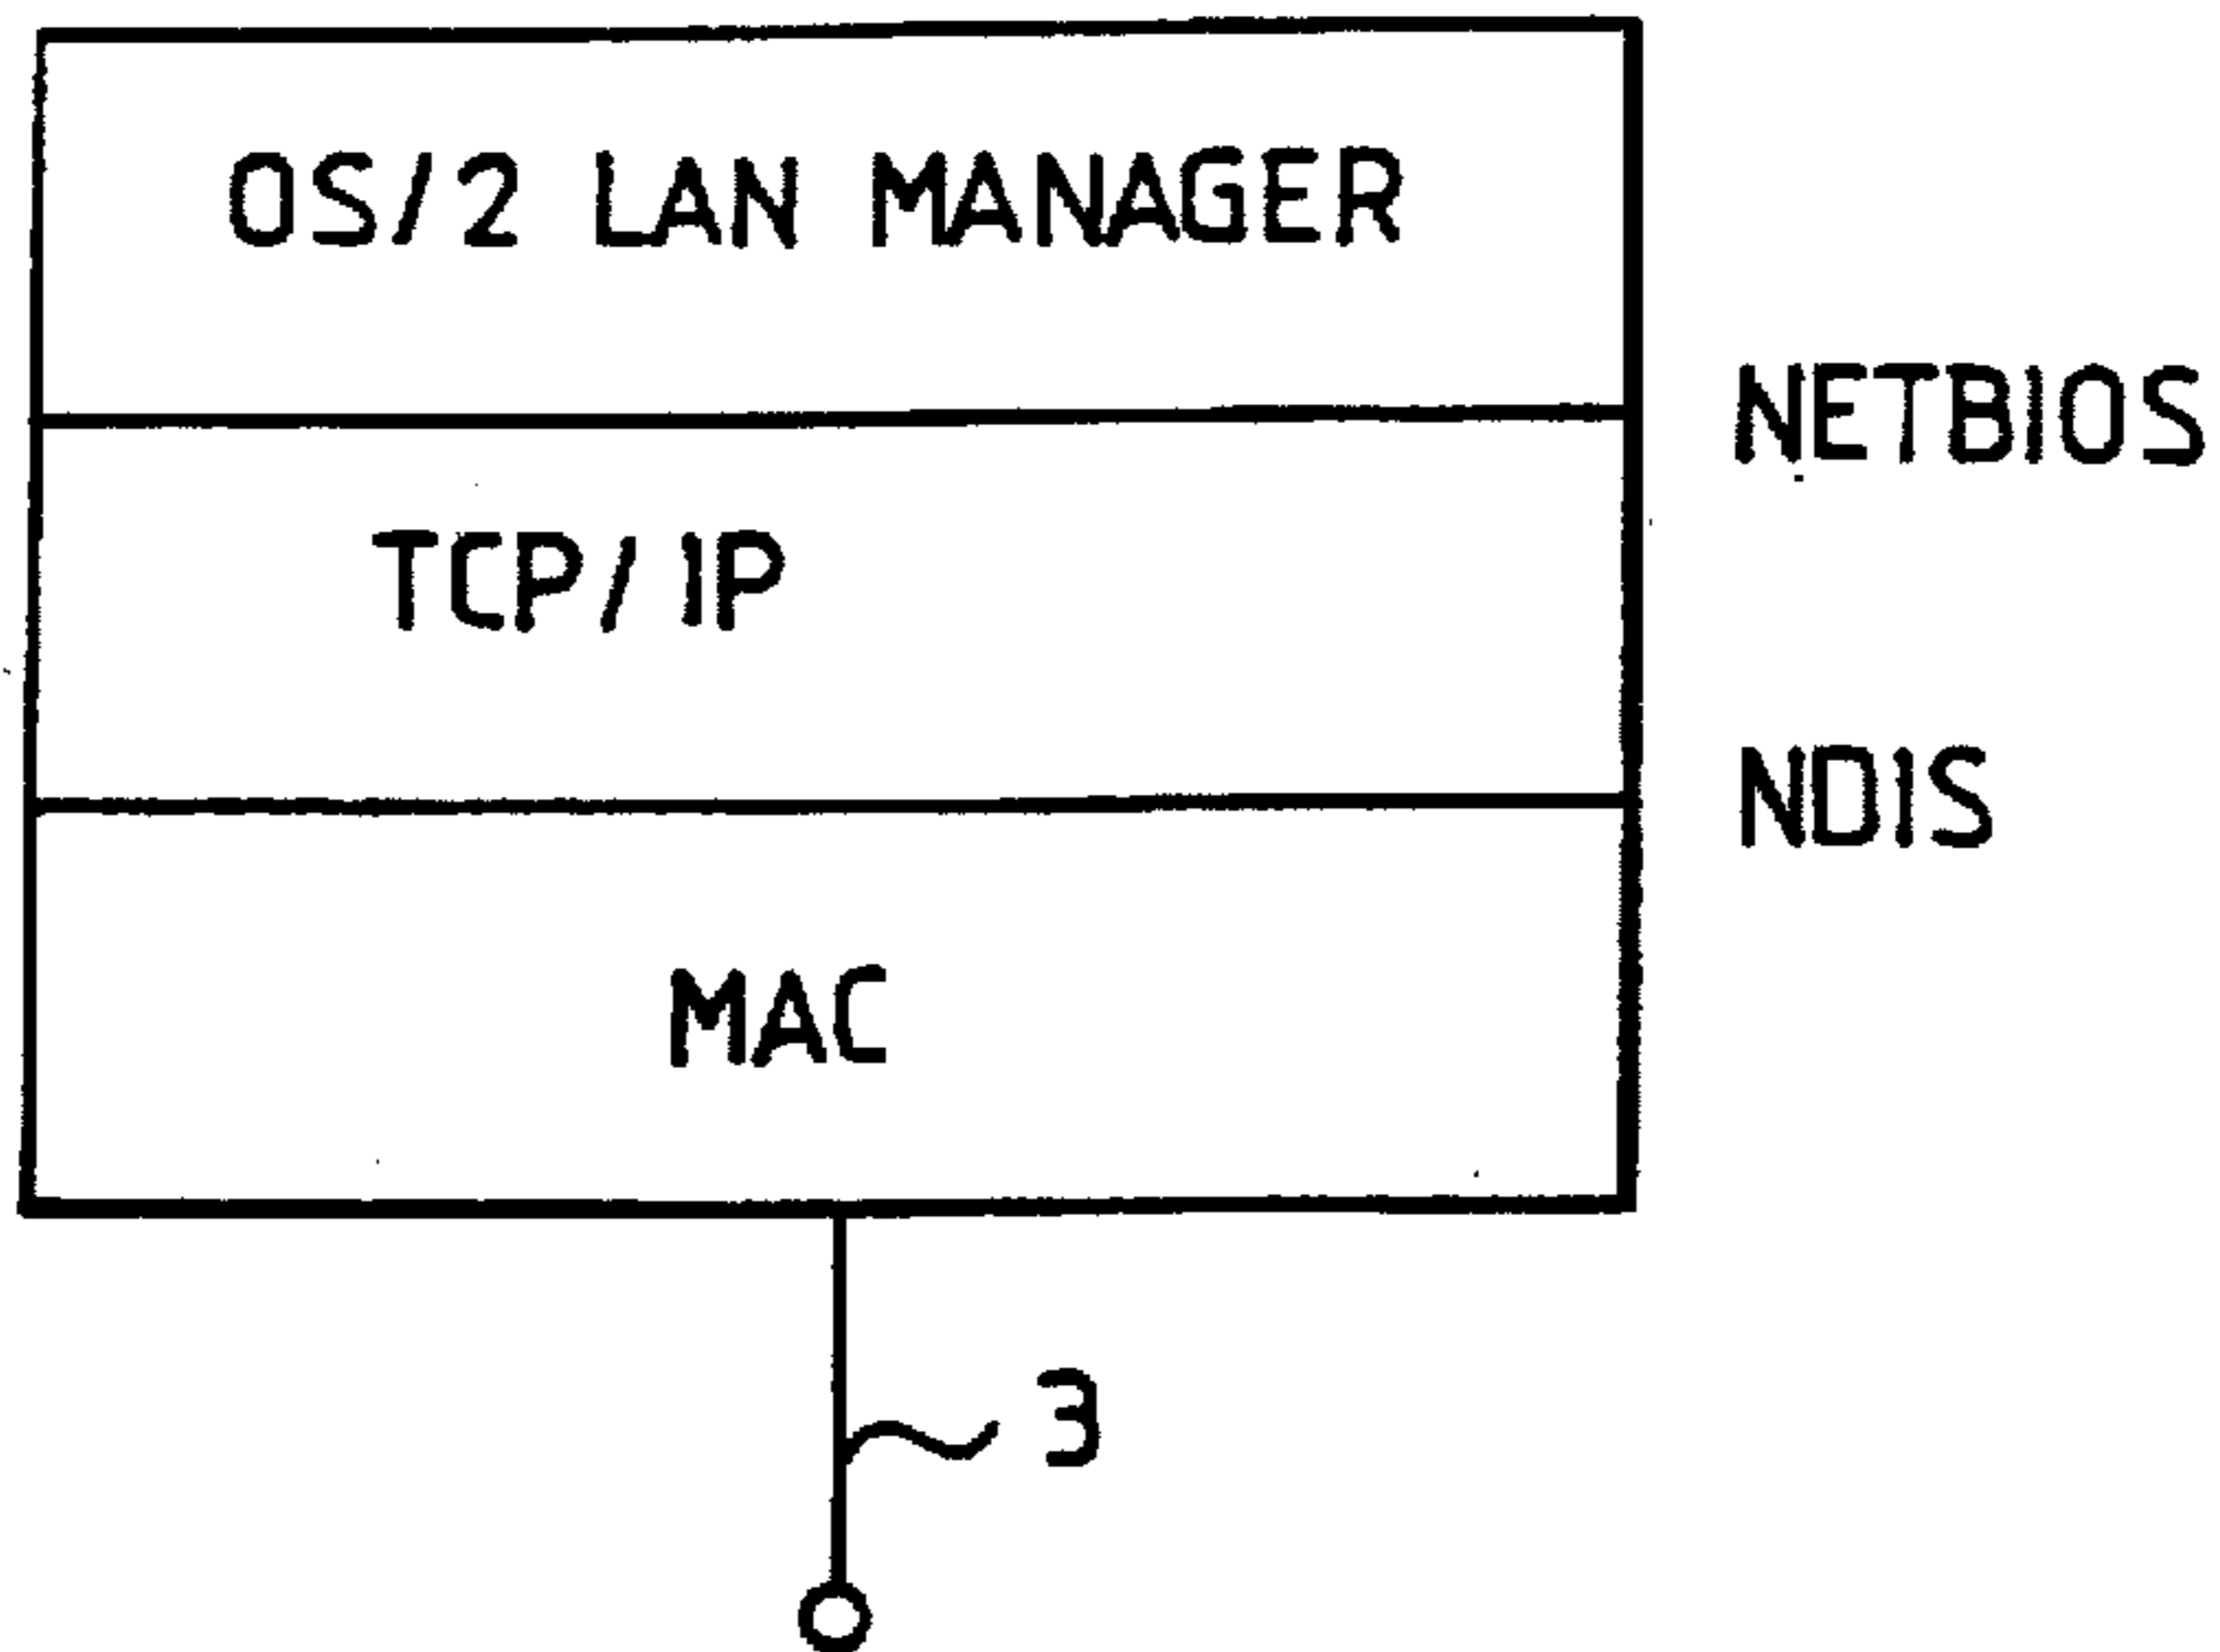 OS/2 LAN MANAGER
NETBIOS
TCP/IP
NDIS
MAC
3